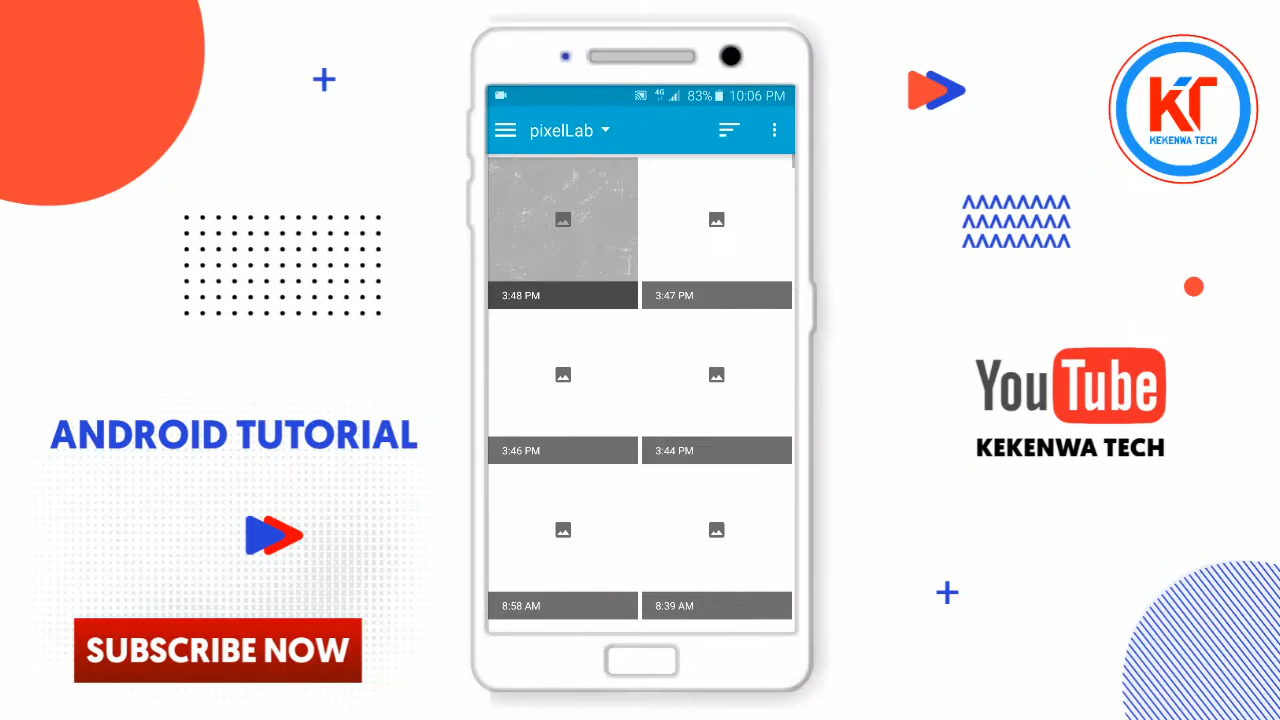 4G 83% 10:06 PM
pixelLab
3:48 PM
3:47 PM
3:46 PM
3:44 PM
8:58 AM
8:39 AM
ANDROID TUTORIAL
SUBSCRIBE NOW
KT
KEKENWA TECH
YouTube
KEKENWA TECH